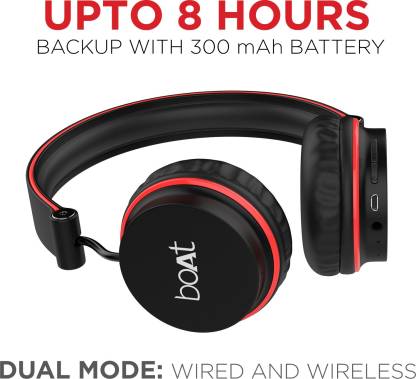 UPTO 8 HOURS
BACKUP WITH 300 mAh BATTERY
boAt
DUAL MODE: WIRED AND WIRELESS